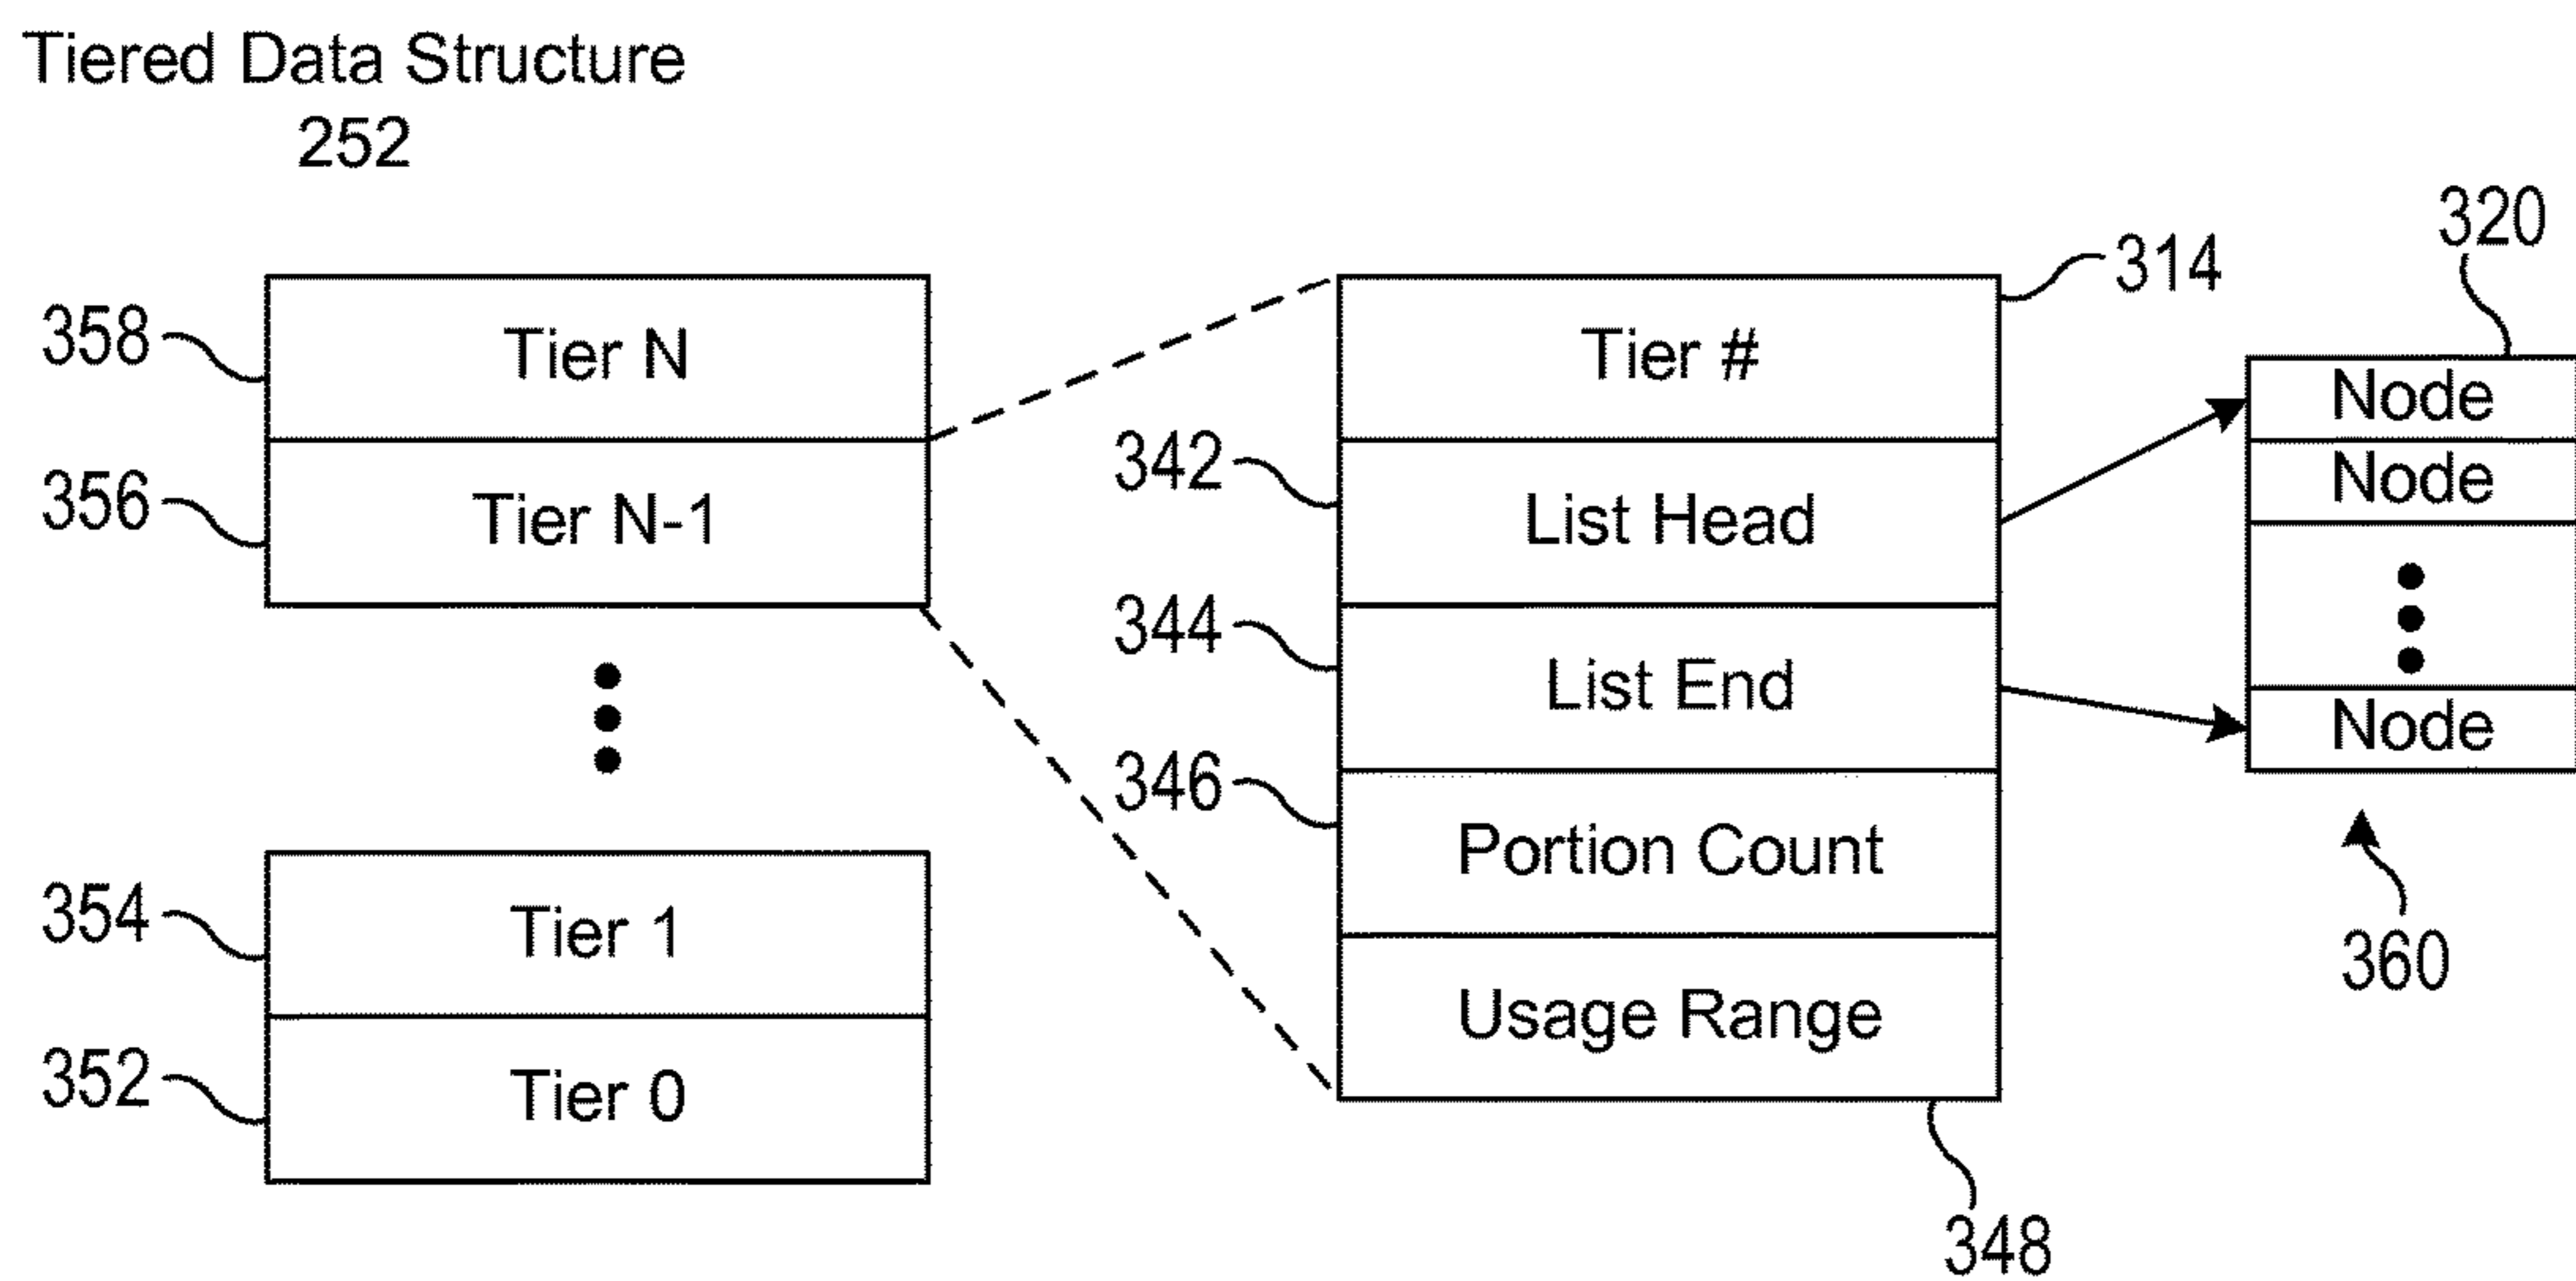 Tiered Data Structure
252
358
Tier N
356
Tier N-1
354
Tier 1
352
Tier 0
314
Tier #
342
List Head
344
List End
346
Portion Count
Usage Range
348
320
Node
Node
Node
360